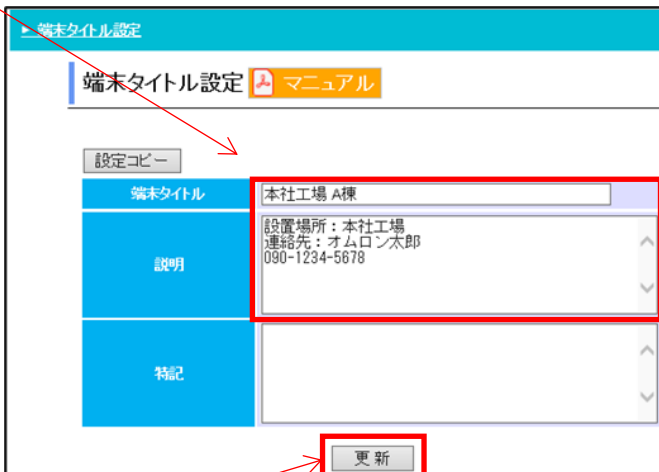 ▶ 端末タイトル設定
端末タイトル設定 マニュアル
設定コピー
端末タイトル 本社工場 A棟
説明
設置場所：本社工場
連絡先：オムロン太郎
090-1234-5678
特記
更新